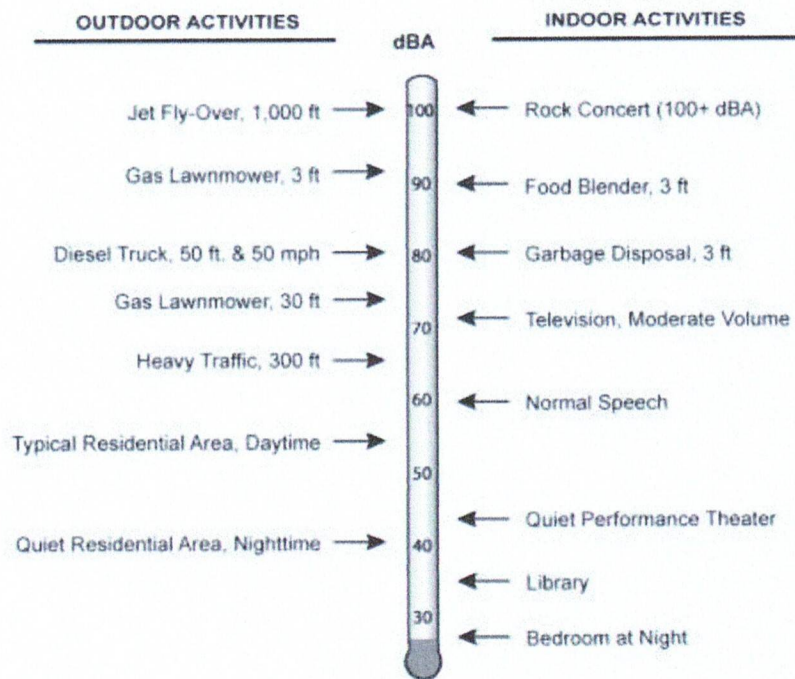 OUTDOOR ACTIVITIES
dBA
INDOOR ACTIVITIES
Jet Fly-Over, 1,000 ft
100
Rock Concert (100+ dBA)
Gas Lawnmower, 3 ft
90
Food Blender, 3 ft
Diesel Truck, 50 ft. & 50 mph
80
Garbage Disposal, 3 ft
Gas Lawnmower, 30 ft
70
Television, Moderate Volume
Heavy Traffic, 300 ft
60
Normal Speech
Typical Residential Area, Daytime
50
Quiet Performance Theater
Quiet Residential Area, Nighttime
40
Library
30
Bedroom at Night